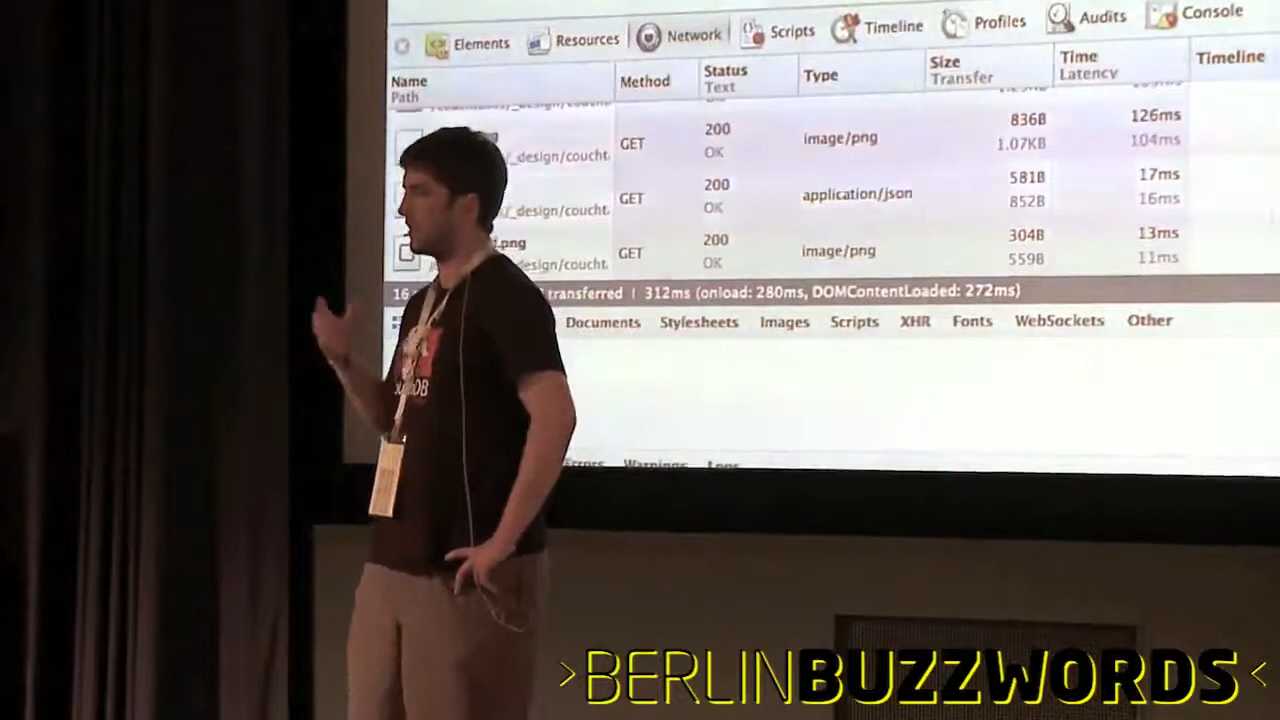 Elements Resources Network Scripts Timeline Profiles Audits Console
Name Method Status Type Size Time Timeline
Path Text Transfer Latency
GET 200 image/png 836B 126ms
/_design/coucht. OK 1.07KB 104ms
GET 200 application/json 581B 17ms
/_design/coucht. OK 852B 16ms
.png GET 200 image/png 304B 13ms
design/coucht. OK 559B 11ms
16 transferred | 312ms (onload: 280ms, DOMContentLoaded: 272ms)
Documents Stylesheets Images Scripts XHR Fonts WebSockets Other
Errors Warnings Logs
>BERLINBUZZWORDS<